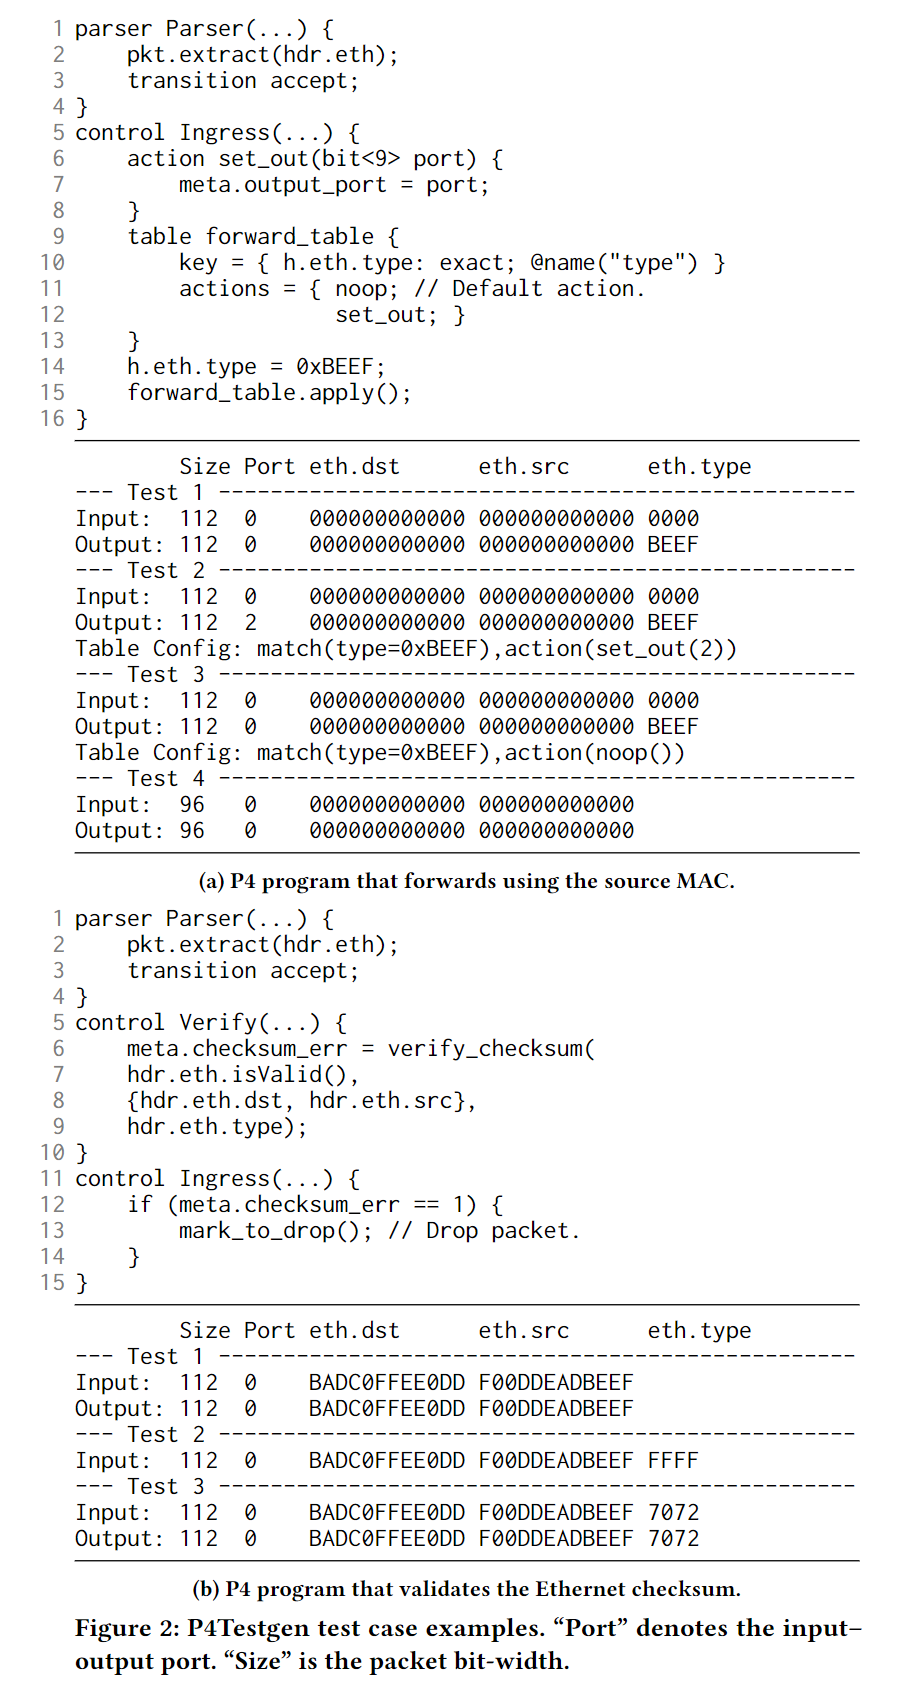 1 parser Parser(...) {
2     pkt.extract(hdr.eth);
3     transition accept;
4 }
5 control Ingress(...) {
6     action set_out(bit<9> port) {
7         meta.output_port = port;
8     }
9     table forward_table {
10         key = { h.eth.type: exact; @name("type") }
11         actions = { noop; // Default action.
12                     set_out; }
13     }
14     h.eth.type = 0xBEEF;
15     forward_table.apply();
16 }
Size Port eth.dst      eth.src      eth.type
--- Test 1 -------------------------------------------------
Input:  112  0    000000000000 000000000000 0000
Output: 112  0    000000000000 000000000000 BEEF
--- Test 2 -------------------------------------------------
Input:  112  0    000000000000 000000000000 0000
Output: 112  2    000000000000 000000000000 BEEF
Table Config: match(type=0xBEEF),action(set_out(2))
--- Test 3 -------------------------------------------------
Input:  112  0    000000000000 000000000000 0000
Output: 112  0    000000000000 000000000000 BEEF
Table Config: match(type=0xBEEF),action(noop())
--- Test 4 -------------------------------------------------
Input:  96   0    000000000000 000000000000
Output: 96   0    000000000000 000000000000
(a) P4 program that forwards using the source MAC.
1 parser Parser(...) {
2     pkt.extract(hdr.eth);
3     transition accept;
4 }
5 control Verify(...) {
6     meta.checksum_err = verify_checksum(
7     hdr.eth.isValid(),
8     {hdr.eth.dst, hdr.eth.src},
9     hdr.eth.type);
10 }
11 control Ingress(...) {
12     if (meta.checksum_err == 1) {
13         mark_to_drop(); // Drop packet.
14     }
15 }
Size Port eth.dst      eth.src      eth.type
--- Test 1 -------------------------------------------------
Input:  112  0    BADC0FFEE0DD F00DDEADBEEF
Output: 112  0    BADC0FFEE0DD F00DDEADBEEF
--- Test 2 -------------------------------------------------
Input:  112  0    BADC0FFEE0DD F00DDEADBEEF FFFF
--- Test 3 -------------------------------------------------
Input:  112  0    BADC0FFEE0DD F00DDEADBEEF 7072
Output: 112  0    BADC0FFEE0DD F00DDEADBEEF 7072
(b) P4 program that validates the Ethernet checksum.
Figure 2: P4Testgen test case examples. “Port” denotes the input–
output port. “Size” is the packet bit-width.